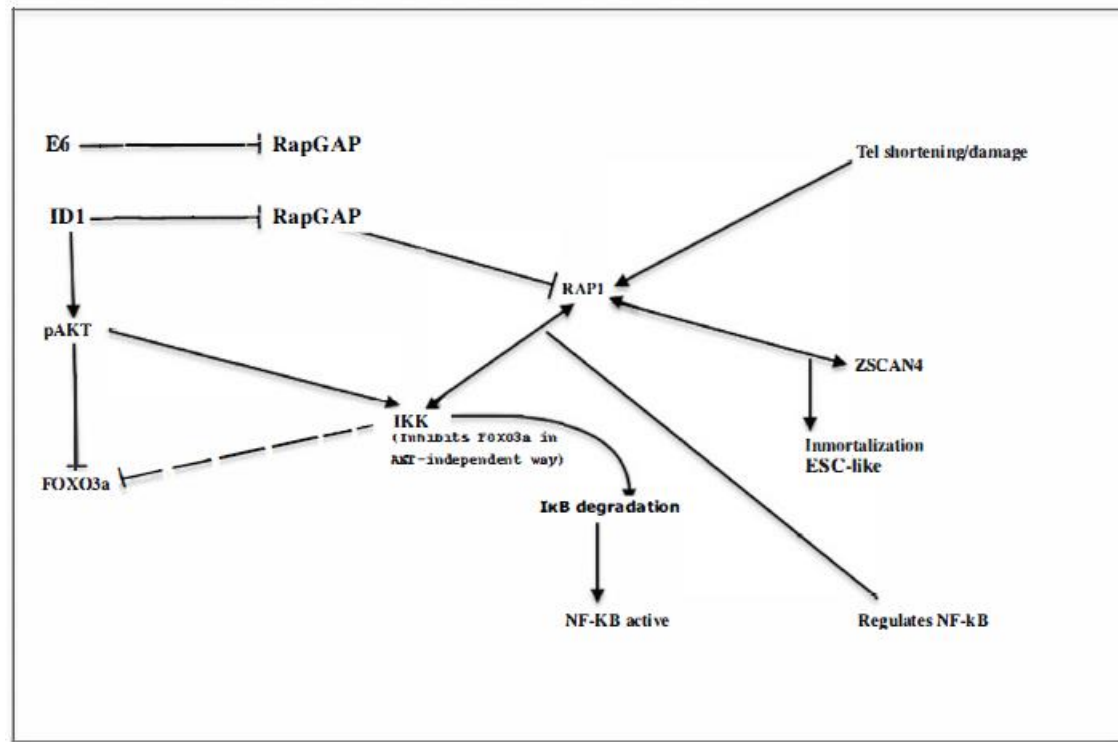 E6
RapGAP
Tel shortening/damage
ID1
RapGAP
RAP1
pAKT
ZSCAN4
IKK
(Inhibits FOXO3a in
AKT-independent way)
Inmortalization
ESC-like
FOXO3a
IκB degradation
NF-KB active
Regulates NF-kB